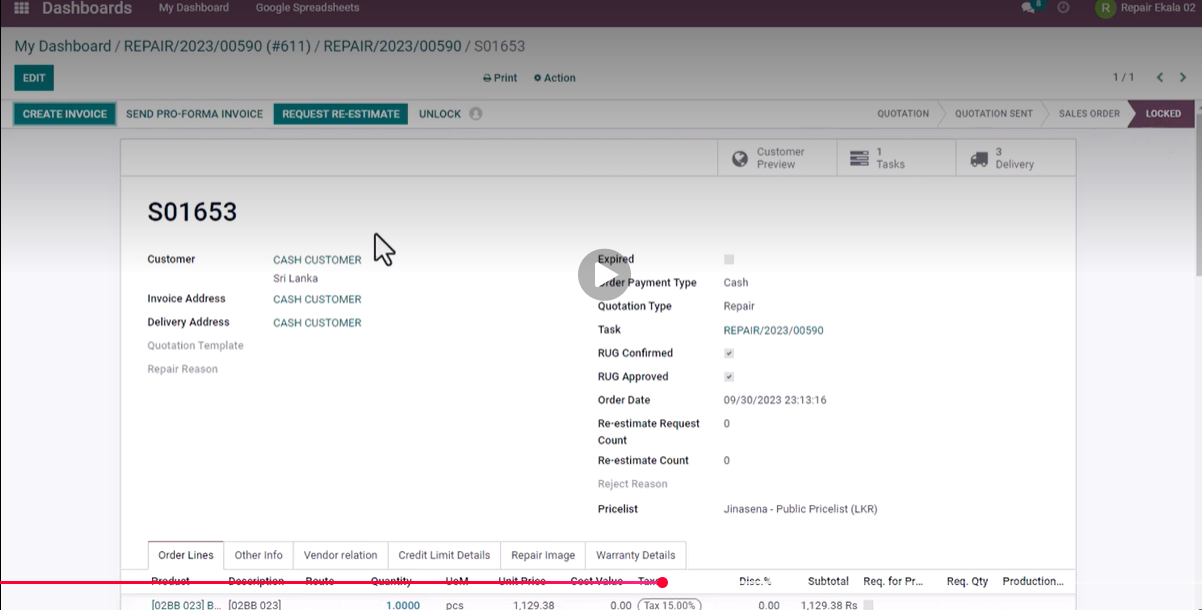 Dashboards My Dashboard Google Spreadsheets 8 R Repair Ekala 02
My Dashboard / REPAIR/2023/00590 (#611) / REPAIR/2023/00590 / S01653
EDIT Print Action 1 / 1
CREATE INVOICE SEND PRO-FORMA INVOICE REQUEST RE-ESTIMATE UNLOCK QUOTATION QUOTATION SENT SALES ORDER LOCKED
Customer Preview 1 Tasks 3 Delivery
S01653
Customer CASH CUSTOMER
Sri Lanka
Invoice Address CASH CUSTOMER
Delivery Address CASH CUSTOMER
Quotation Template
Repair Reason
Expired
Order Payment Type Cash
Quotation Type Repair
Task REPAIR/2023/00590
RUG Confirmed
RUG Approved
Order Date 09/30/2023 23:13:16
Re-estimate Request Count 0
Re-estimate Count 0
Reject Reason
Pricelist Jinasena - Public Pricelist (LKR)
Order Lines Other Info Vendor relation Credit Limit Details Repair Image Warranty Details
Product Description Route Quantity UoM Unit Price Cost Value Taxes Disc.% Subtotal Req. for Pr... Req. Qty Production...
[02BB 023] B... [02BB 023] 1.0000 pcs 1,129.38 0.00 Tax 15.00% 0.00 1,129.38 Rs